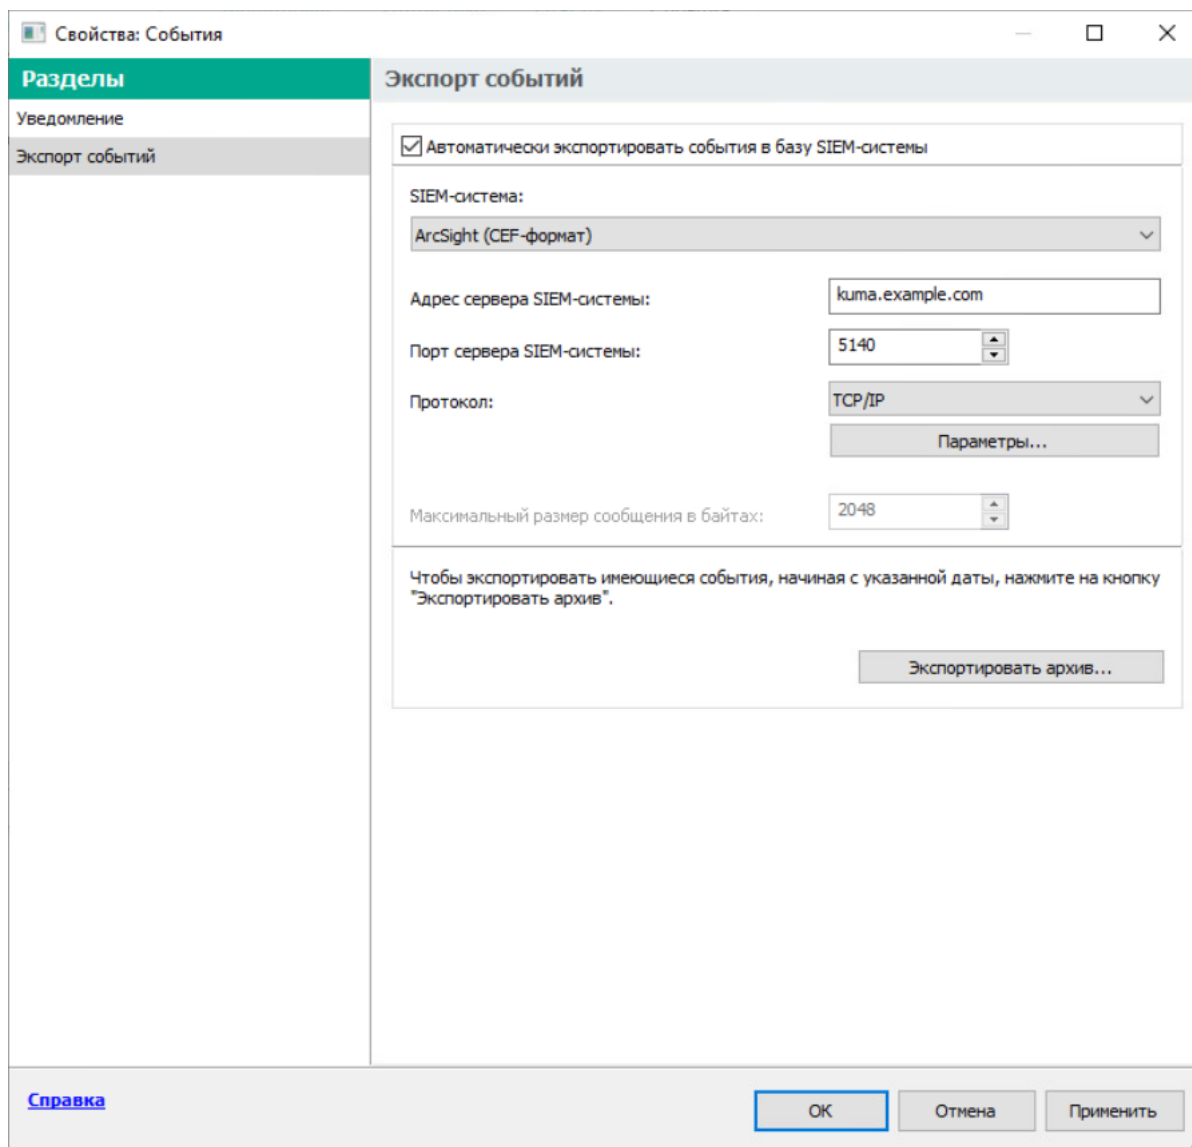 Свойства: События
Разделы
Уведомление
Экспорт событий
Экспорт событий
Автоматически экспортировать события в базу SIEM-системы
SIEM-система:
ArcSight (CEF-формат)
Адрес сервера SIEM-системы:
kuma.example.com
Порт сервера SIEM-системы:
5140
Протокол:
TCP/IP
Параметры...
Максимальный размер сообщения в байтах:
2048
Чтобы экспортировать имеющиеся события, начиная с указанной даты, нажмите на кнопку
"Экспортировать архив".
Экспортировать архив...
Справка
OK
Отмена
Применить